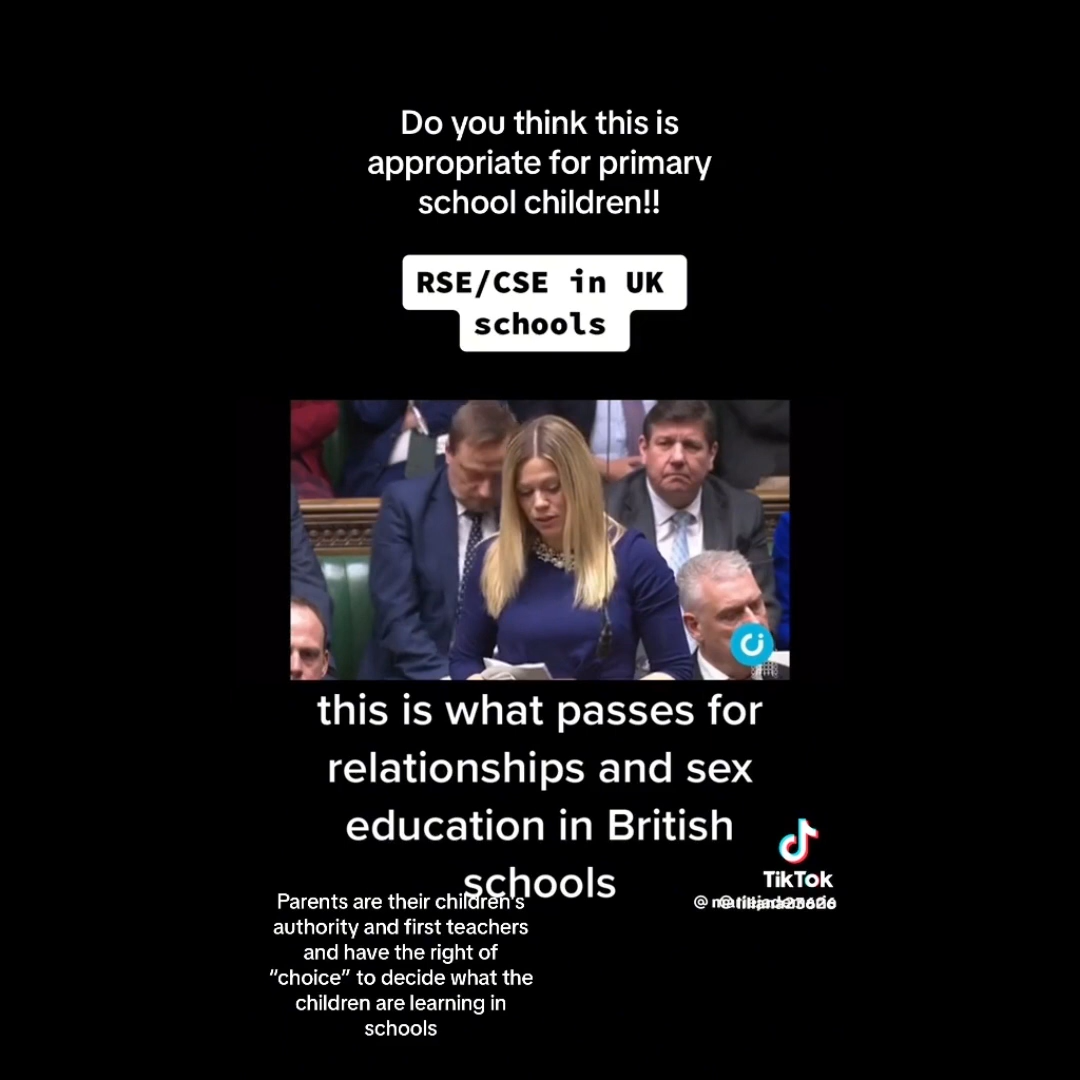 Do you think this is
appropriate for primary
school children!!
RSE/CSE in UK
schools
this is what passes for
relationships and sex
education in British
schools
TikTok
Parents are their children's
authority and first teachers
and have the right of
“choice” to decide what the
children are learning in
schools